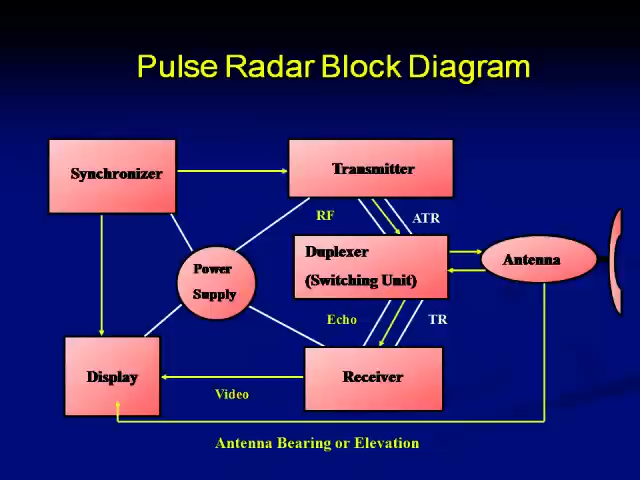 Pulse Radar Block Diagram
Synchronizer
Transmitter
RF
ATR
Duplexer
(Switching Unit)
Antenna
Power
Supply
Echo
TR
Display
Receiver
Video
Antenna Bearing or Elevation